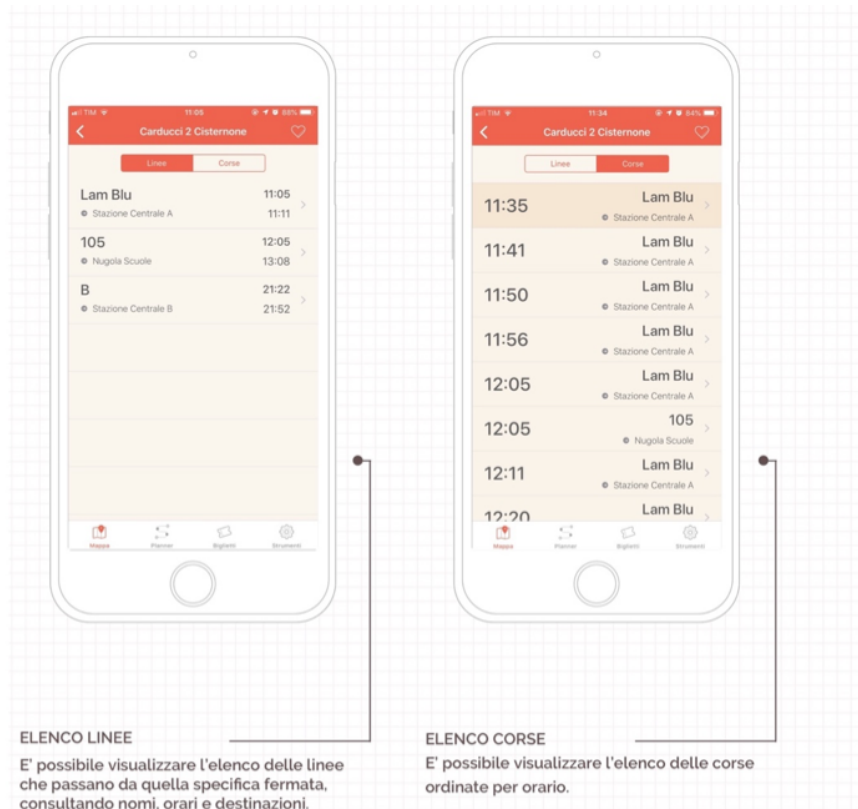 TIM 11:05 88%
Carducci 2 Cisternone
Linee Corse
Lam Blu 11:05
Stazione Centrale A 11:11
105 12:05
Nugola Scuole 13:08
B 21:22
Stazione Centrale B 21:52
Mappa Planner Biglietti Strumenti
ELENCO LINEE
E' possibile visualizzare l'elenco delle linee
che passano da quella specifica fermata,
consultando nomi, orari e destinazioni.
TIM 11:34 84%
Carducci 2 Cisternone
Linee Corse
11:35 Lam Blu
Stazione Centrale A
11:41 Lam Blu
Stazione Centrale A
11:50 Lam Blu
Stazione Centrale A
11:56 Lam Blu
Stazione Centrale A
12:05 Lam Blu
Stazione Centrale A
12:05 105
Nugola Scuole
12:11 Lam Blu
Stazione Centrale A
12:20 Lam Blu
Mappa Planner Biglietti Strumenti
ELENCO CORSE
E' possibile visualizzare l'elenco delle corse
ordinate per orario.